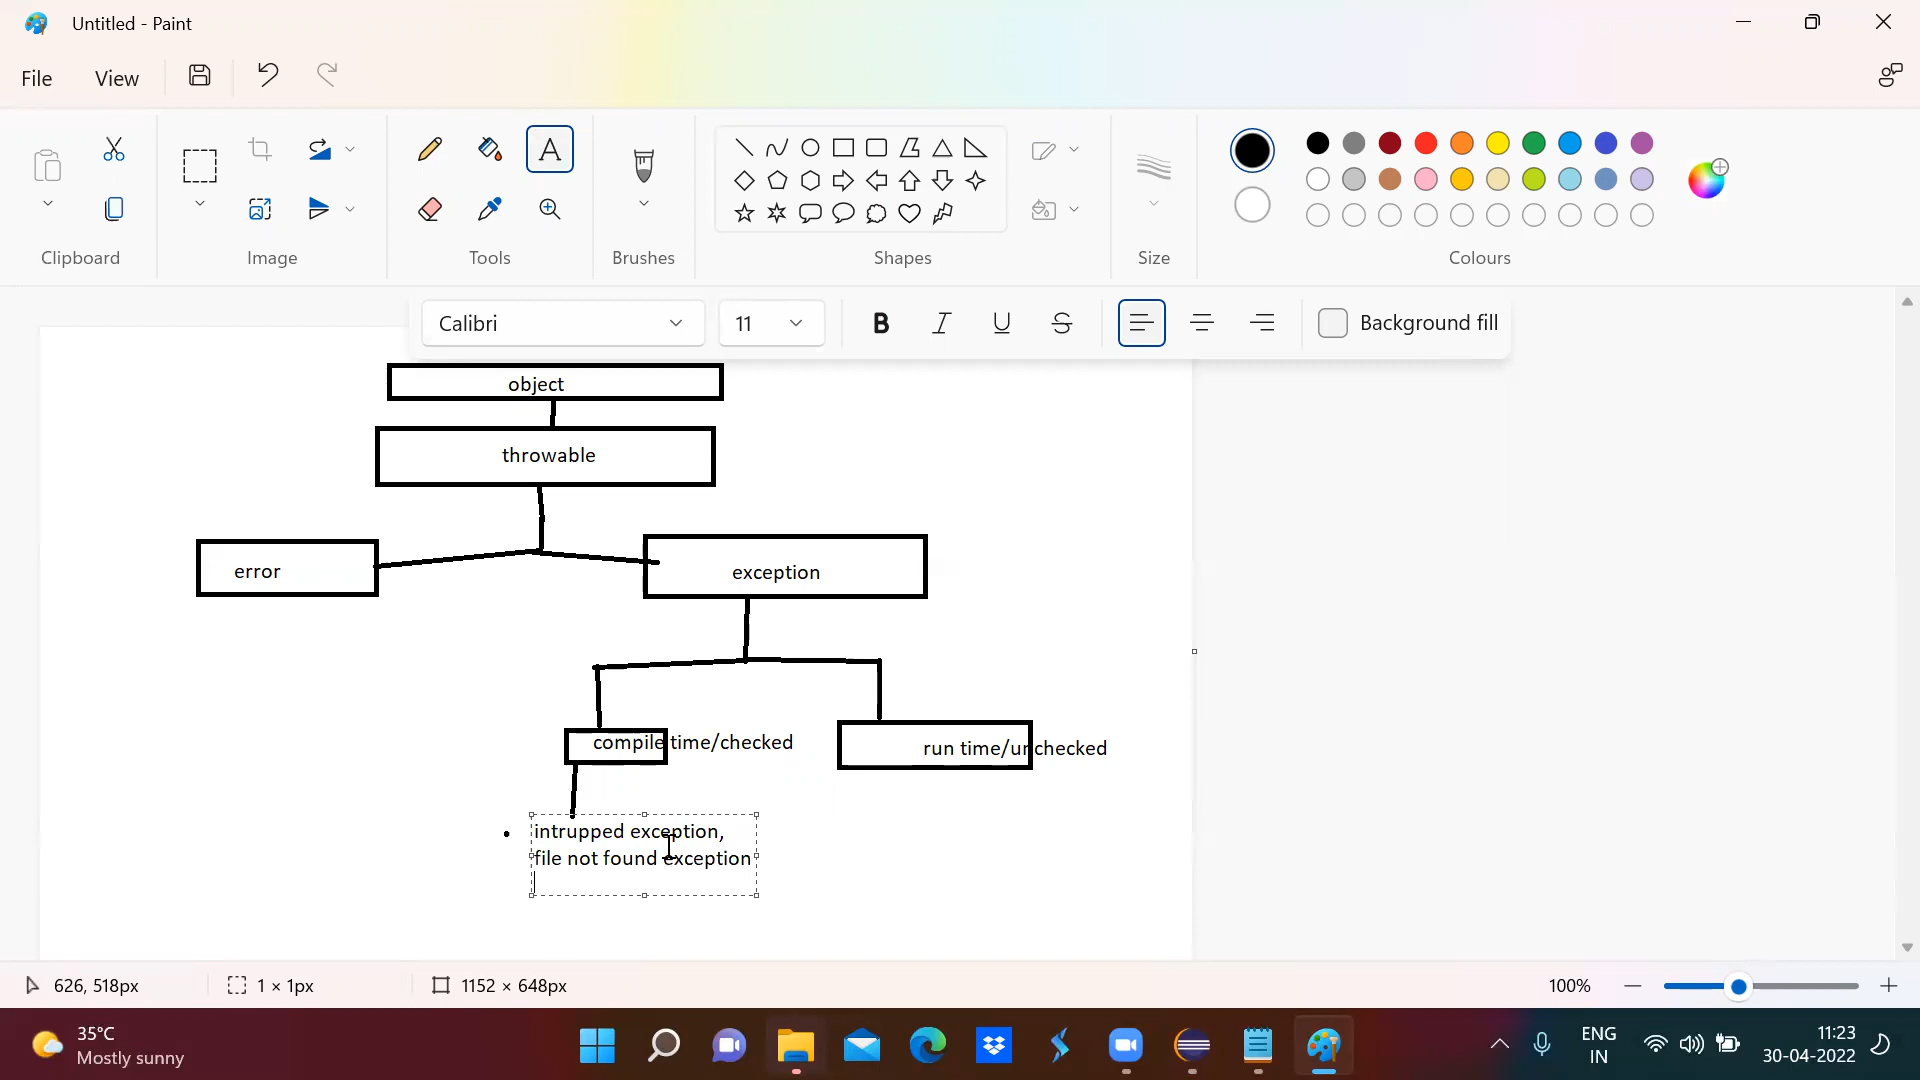 Untitled - Paint
File View
Clipboard
Image
Tools
Brushes
Shapes
Size
Colours
Calibri
11
B
Background fill
object
throwable
error
exception
compile time/checked
run time/unchecked
intrupped exception,
file not found exception
626, 518px
1 × 1px
1152 × 648px
100%
35°C
Mostly sunny
ENG
IN
11:23
30-04-2022